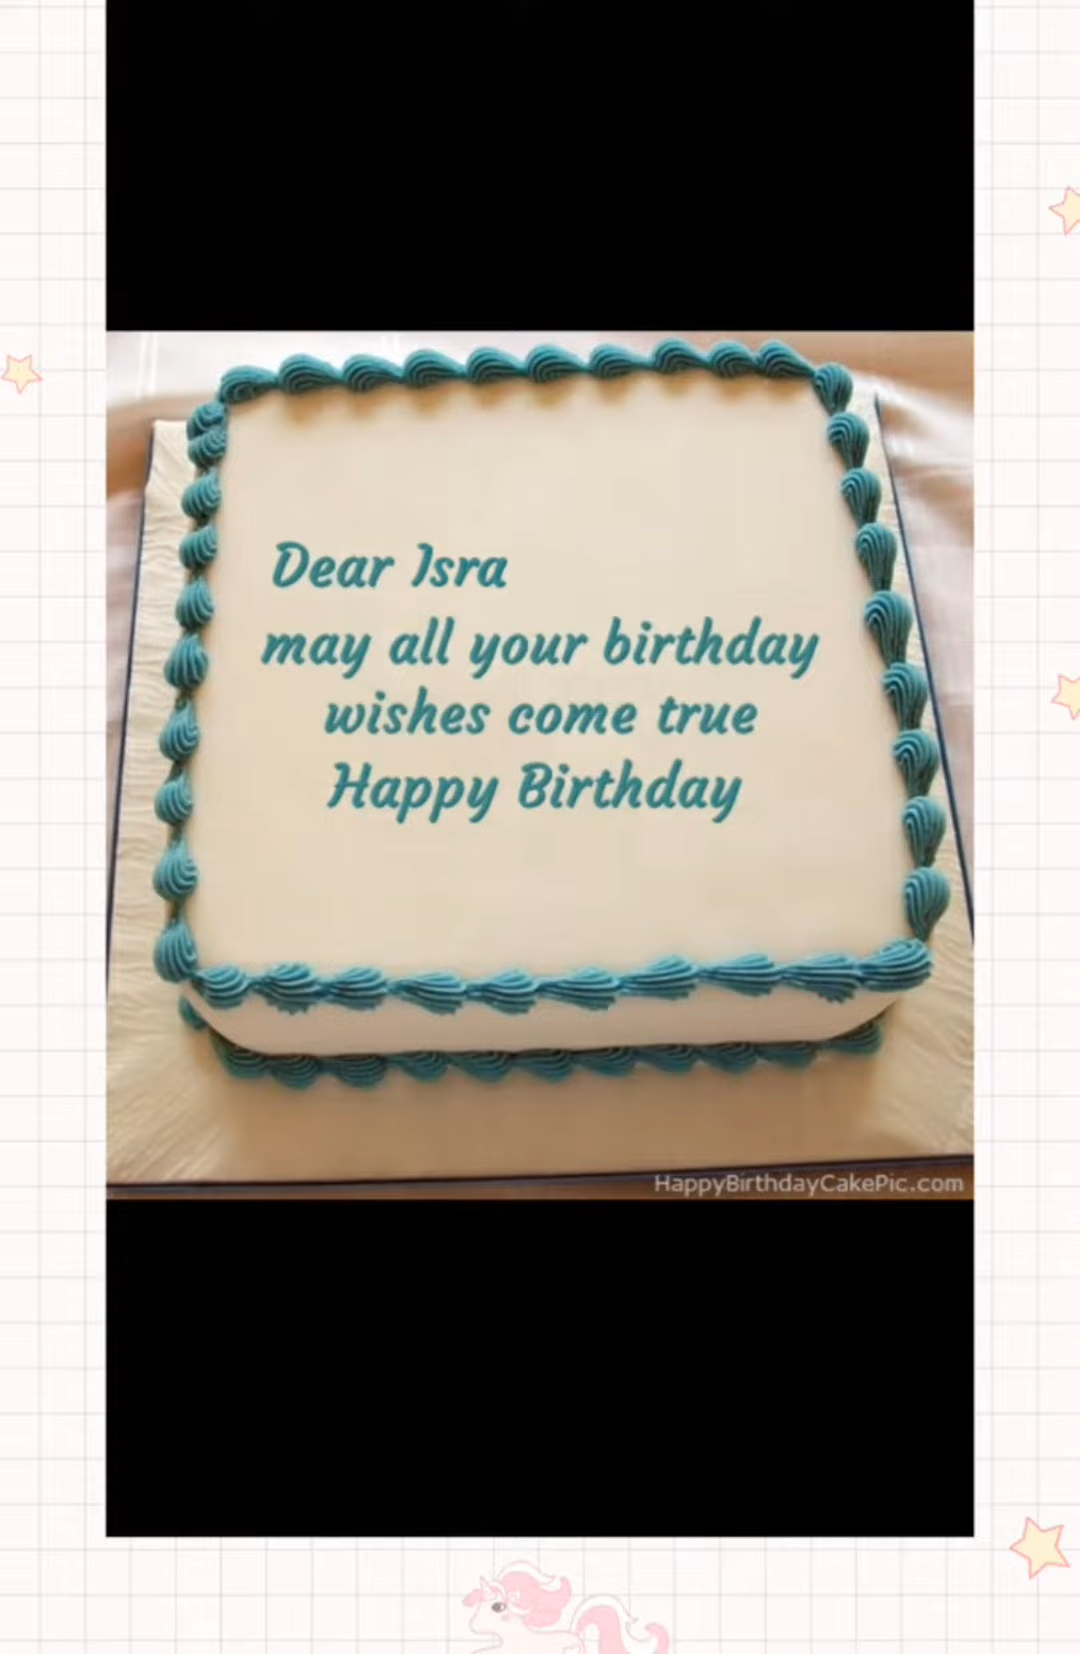 Dear Isra
may all your birthday
wishes come true
Happy Birthday
HappyBirthdayCakePic.com